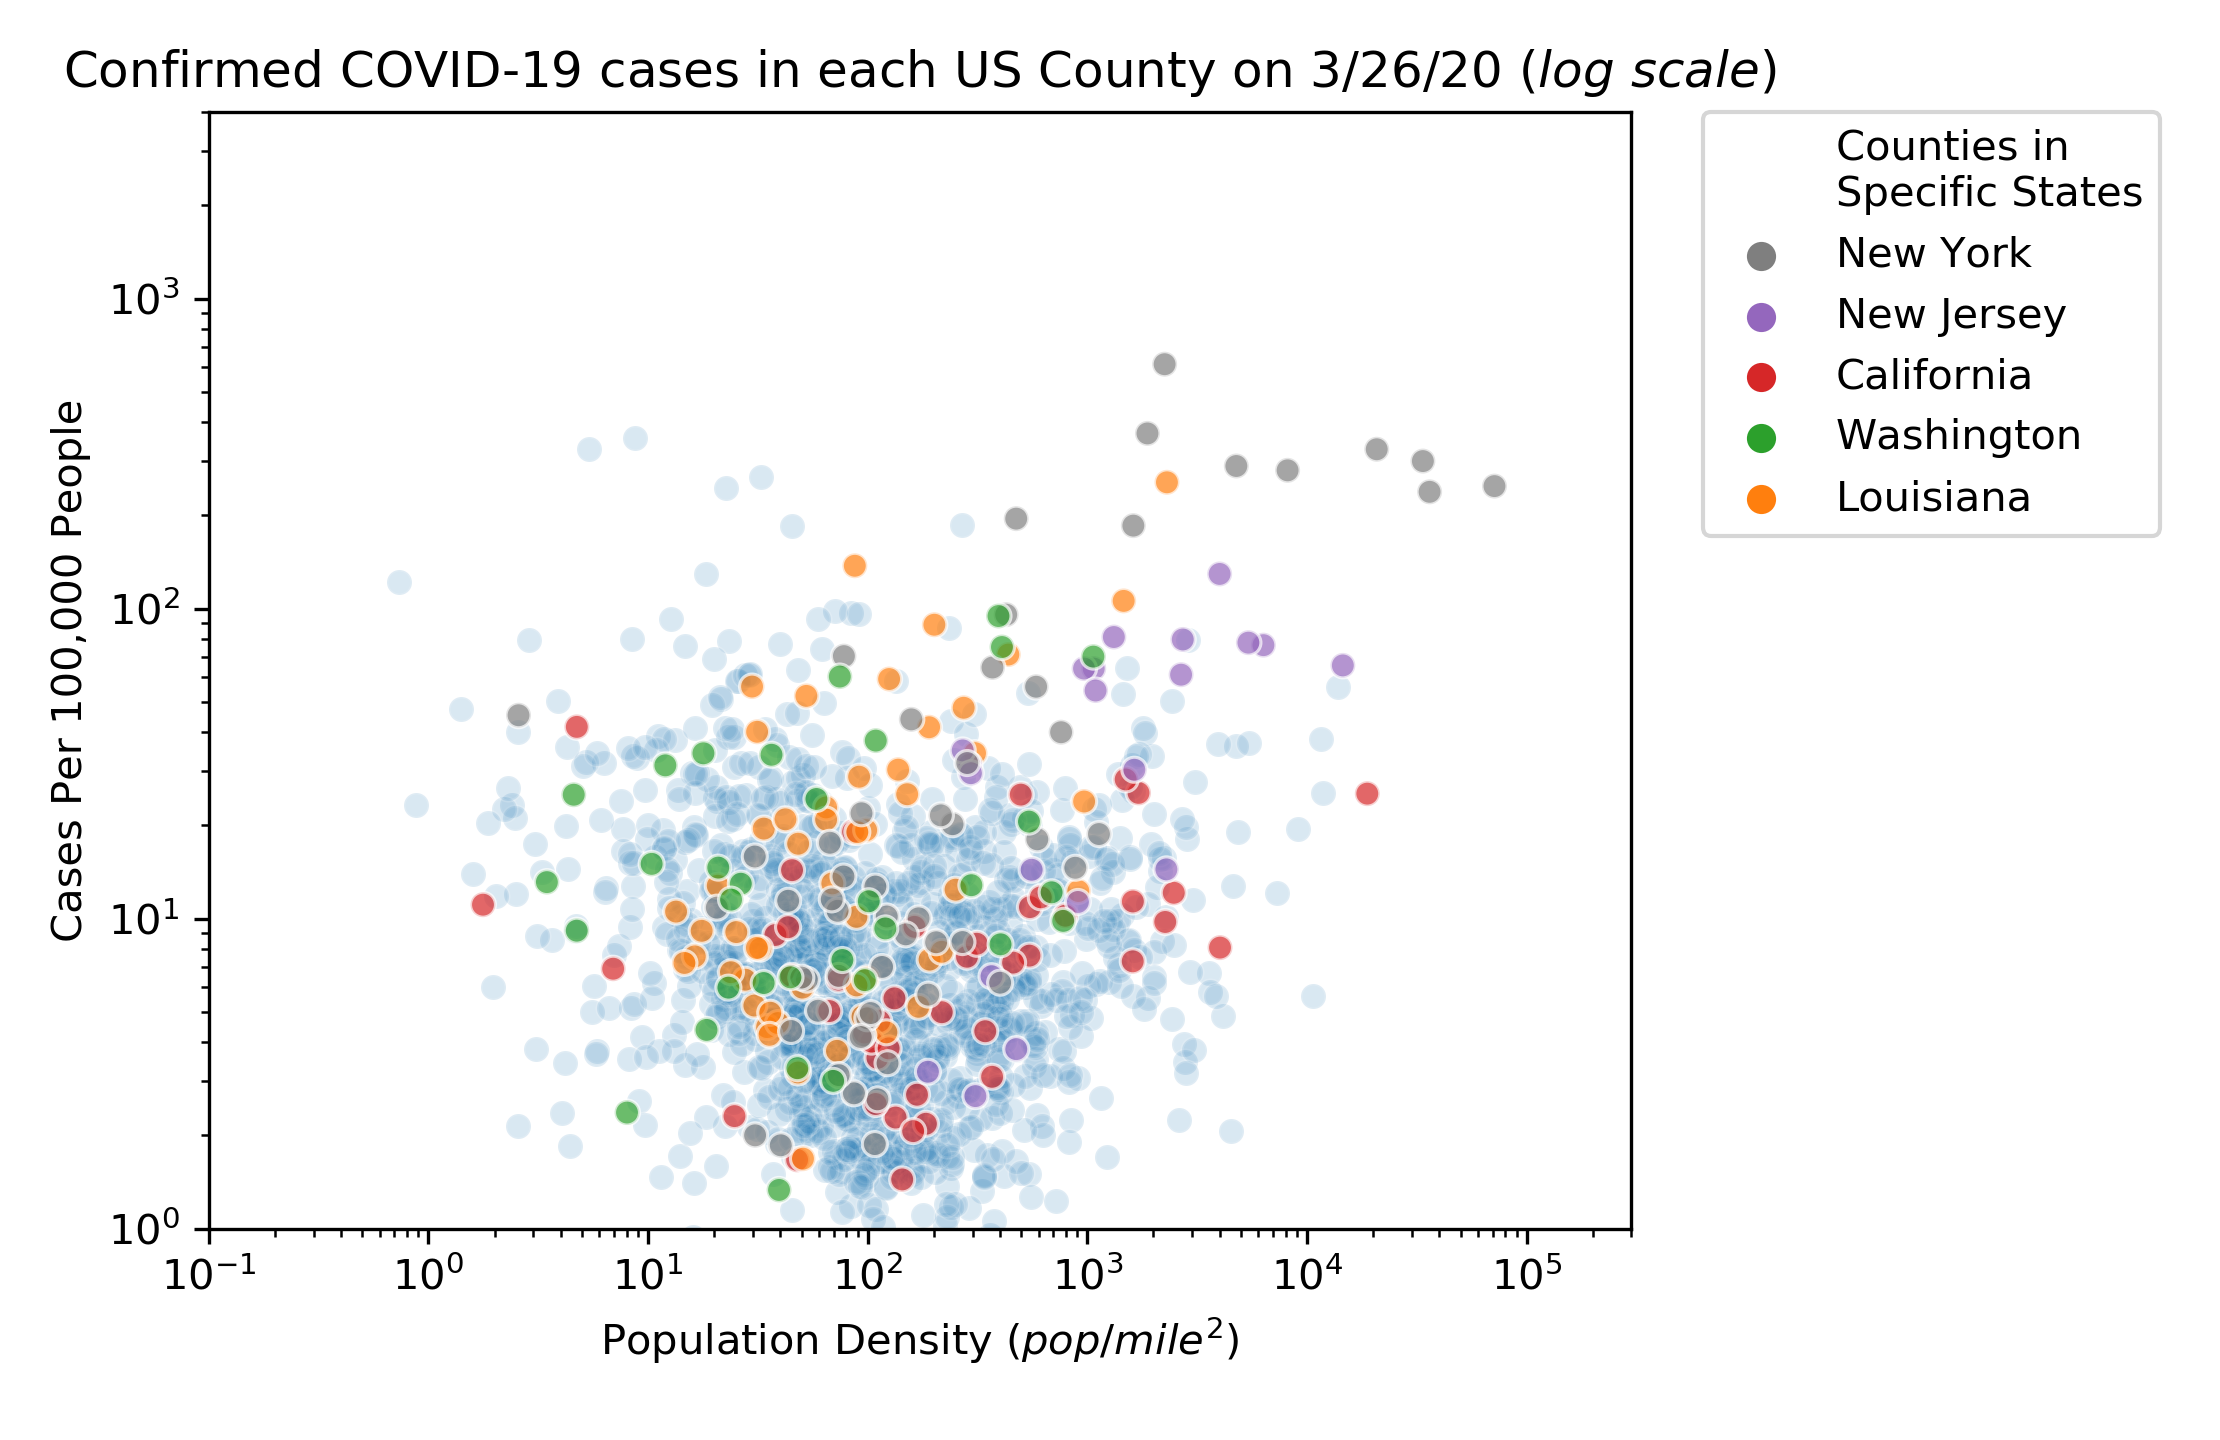 Confirmed COVID-19 cases in each US County on 3/26/20 (log scale)
Counties in
Specific States
New York
New Jersey
California
Washington
Louisiana
Cases Per 100,000 People
10³
10²
10¹
10⁰
10⁻¹ 10⁰ 10¹ 10² 10³ 10⁴ 10⁵
Population Density (pop/mile²)